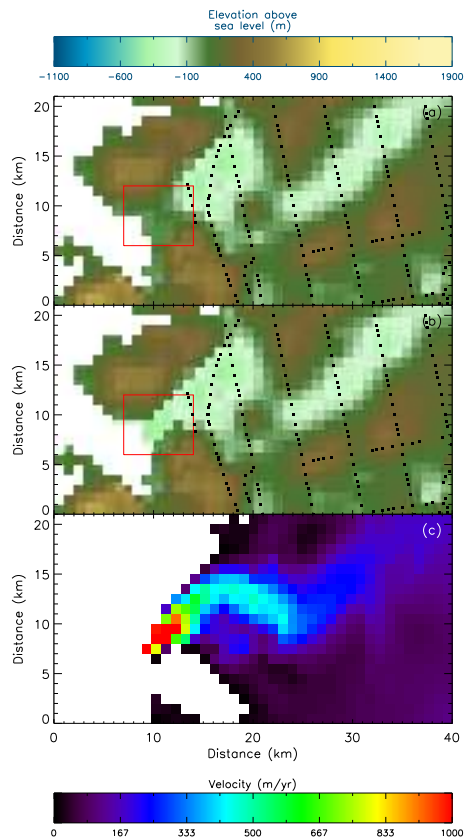 Elevation above
sea level (m)
−1100 −600 −100 400 900 1400 1900
20
(a)
15
10
5
0
Distance (km)
20
(b)
15
10
5
0
Distance (km)
20
(c)
15
10
5
0
Distance (km)
0 10 20 30 40
Distance (km)
Velocity (m/yr)
0 167 333 500 667 833 1000